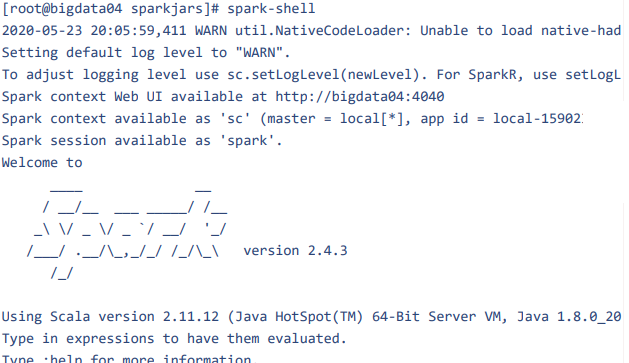 [root@bigdata04 sparkjars]# spark-shell
2020-05-23 20:05:59,411 WARN util.NativeCodeLoader: Unable to load native-had
Setting default log level to "WARN".
To adjust logging level use sc.setLogLevel(newLevel). For SparkR, use setLogL
Spark context Web UI available at http://bigdata04:4040
Spark context available as 'sc' (master = local[*], app id = local-15902
Spark session available as 'spark'.
Welcome to
      ____              __
     / __/__  ___ _____/ /__
    _\ \/ _ \/ _ `/ __/  '_/
   /___/ .__/\_,_/_/ /_/\_\   version 2.4.3
      /_/
Using Scala version 2.11.12 (Java HotSpot(TM) 64-Bit Server VM, Java 1.8.0_20
Type in expressions to have them evaluated.
Type :help for more information.